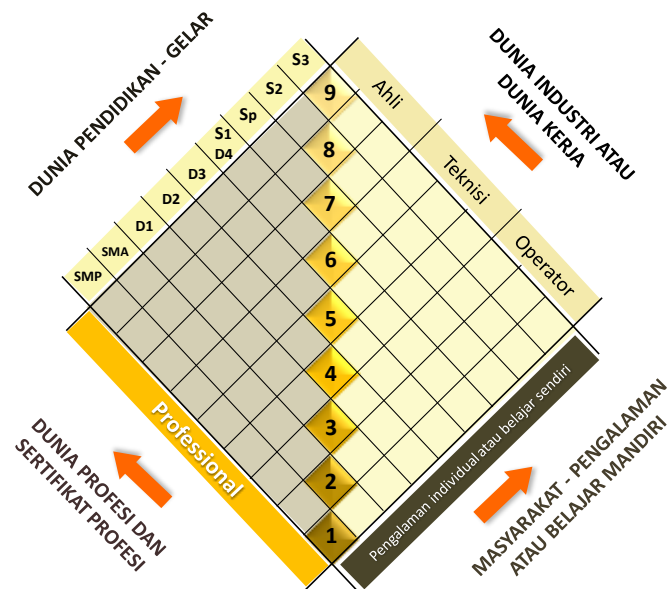 DUNIA PENDIDIKAN - GELAR
DUNIA INDUSTRI ATAU
DUNIA KERJA
S3
S2
Sp
S1
D4
D3
D2
D1
SMA
SMP
Ahli
Teknisi
Operator
9
8
7
6
5
4
3
2
1
Professional
Pengalaman individual atau belajar sendiri
DUNIA PROFESI DAN
SERTIFIKAT PROFESI
MASYARAKAT - PENGALAMAN
ATAU BELAJAR MANDIRI